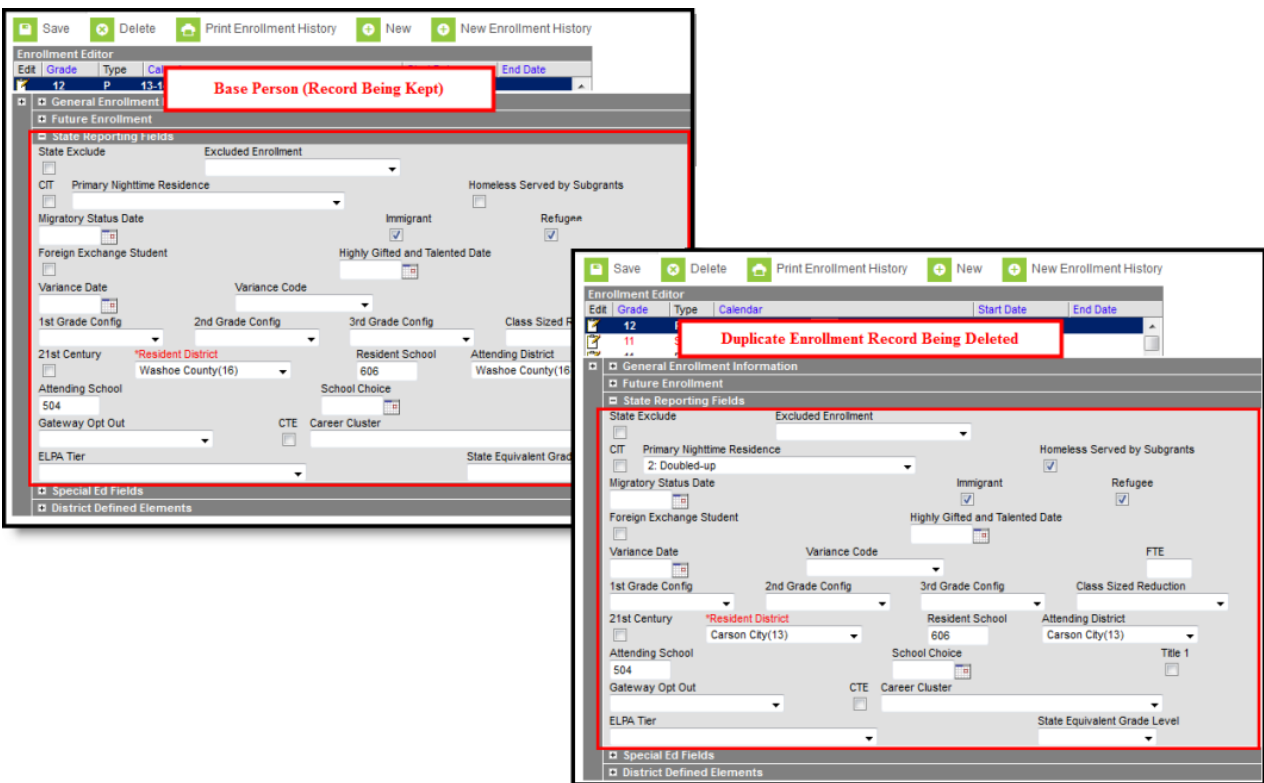 Save Delete Print Enrollment History New New Enrollment History
Enrollment Editor
Edit Grade Type End Date
12 P
Base Person (Record Being Kept)
General Enrollment
Future Enrollment
State Reporting Fields
State Exclude Excluded Enrollment
CIT Primary Nighttime Residence Homeless Served by Subgrants
Migratory Status Date Immigrant Refugee
Foreign Exchange Student Highly Gifted and Talented Date
Variance Date Variance Code
1st Grade Config 2nd Grade Config 3rd Grade Config Class Sized
21st Century *Resident District Resident School Attending District
Washoe County(16) 606 Washoe County(16
Attending School School Choice
504
Gateway Opt Out CTE Career Cluster
ELPA Tier State Equivalent Grad
Special Ed Fields
District Defined Elements
Save Delete Print Enrollment History New New Enrollment History
Enrollment Editor
Edit Grade Type Calendar Start Date End Date
12
11
Duplicate Enrollment Record Being Deleted
General Enrollment Information
Future Enrollment
State Reporting Fields
State Exclude Excluded Enrollment
CIT Primary Nighttime Residence Homeless Served by Subgrants
2: Doubled-up
Migratory Status Date Immigrant Refugee
Foreign Exchange Student Highly Gifted and Talented Date
Variance Date Variance Code FTE
1st Grade Config 2nd Grade Config 3rd Grade Config Class Sized Reduction
21st Century *Resident District Resident School Attending District
Carson City(13) 606 Carson City(13)
Attending School School Choice Title 1
504
Gateway Opt Out CTE Career Cluster
ELPA Tier State Equivalent Grade Level
Special Ed Fields
District Defined Elements